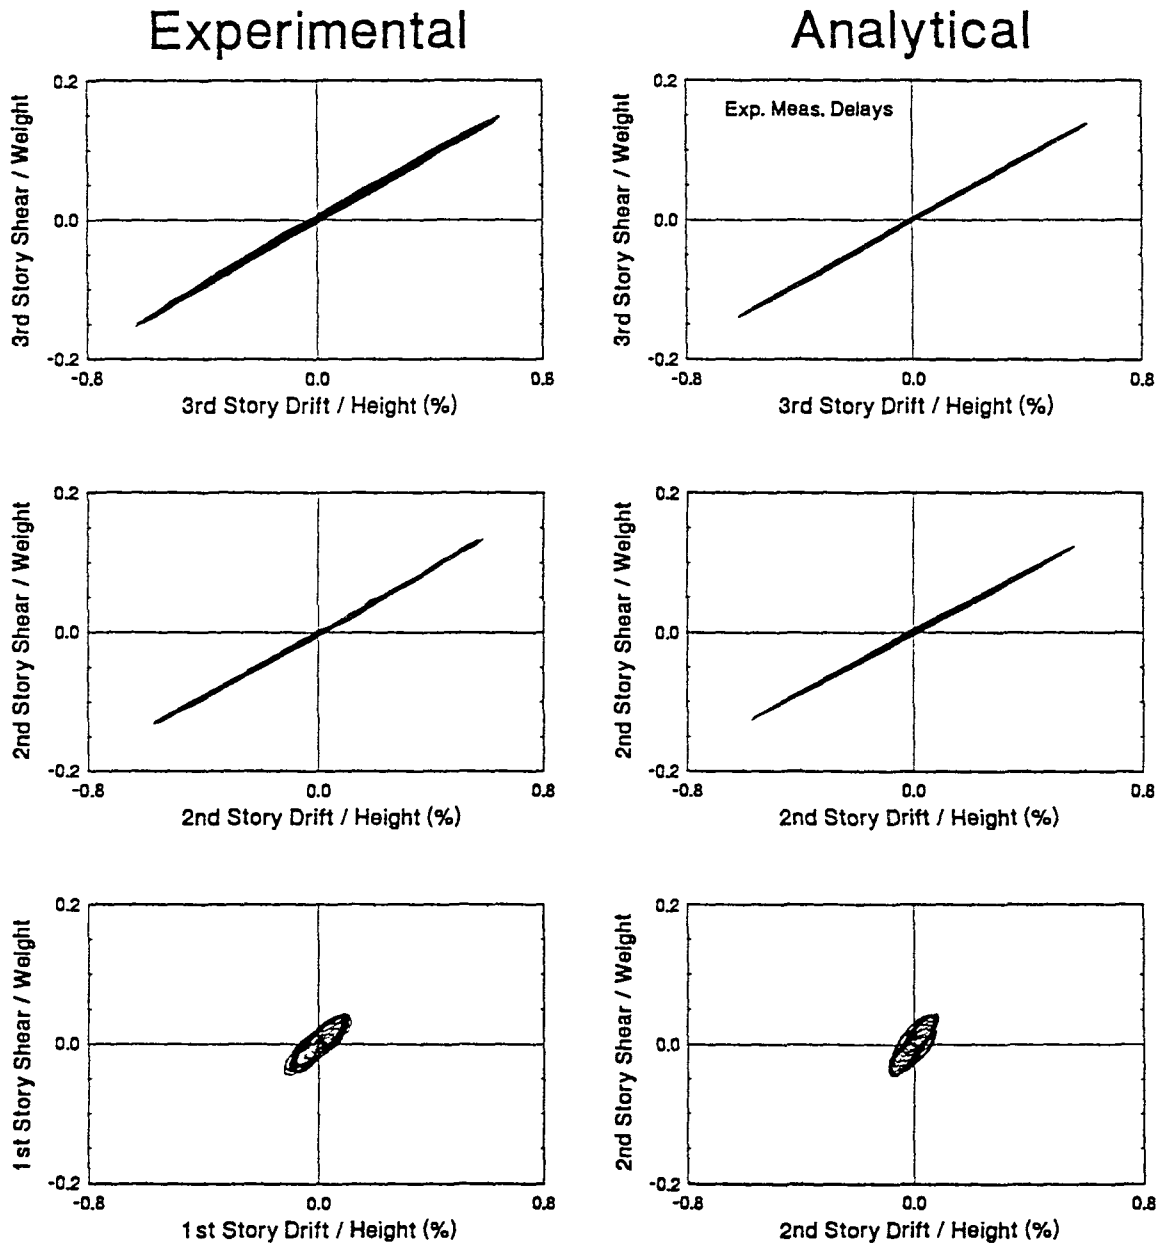 Experimental
Analytical
0.2
0.0
-0.2
3rd Story Shear / Weight
-0.8
0.0
0.8
3rd Story Drift / Height (%)
Exp. Meas. Delays
0.2
0.0
-0.2
3rd Story Shear / Weight
-0.8
0.0
0.8
3rd Story Drift / Height (%)
0.2
0.0
-0.2
2nd Story Shear / Weight
-0.8
0.0
0.8
2nd Story Drift / Height (%)
0.2
0.0
-0.2
2nd Story Shear / Weight
-0.8
0.0
0.8
2nd Story Drift / Height (%)
0.2
0.0
-0.2
1st Story Shear / Weight
-0.8
0.0
0.8
1st Story Drift / Height (%)
0.2
0.0
-0.2
2nd Story Shear / Weight
-0.8
0.0
0.8
2nd Story Drift / Height (%)